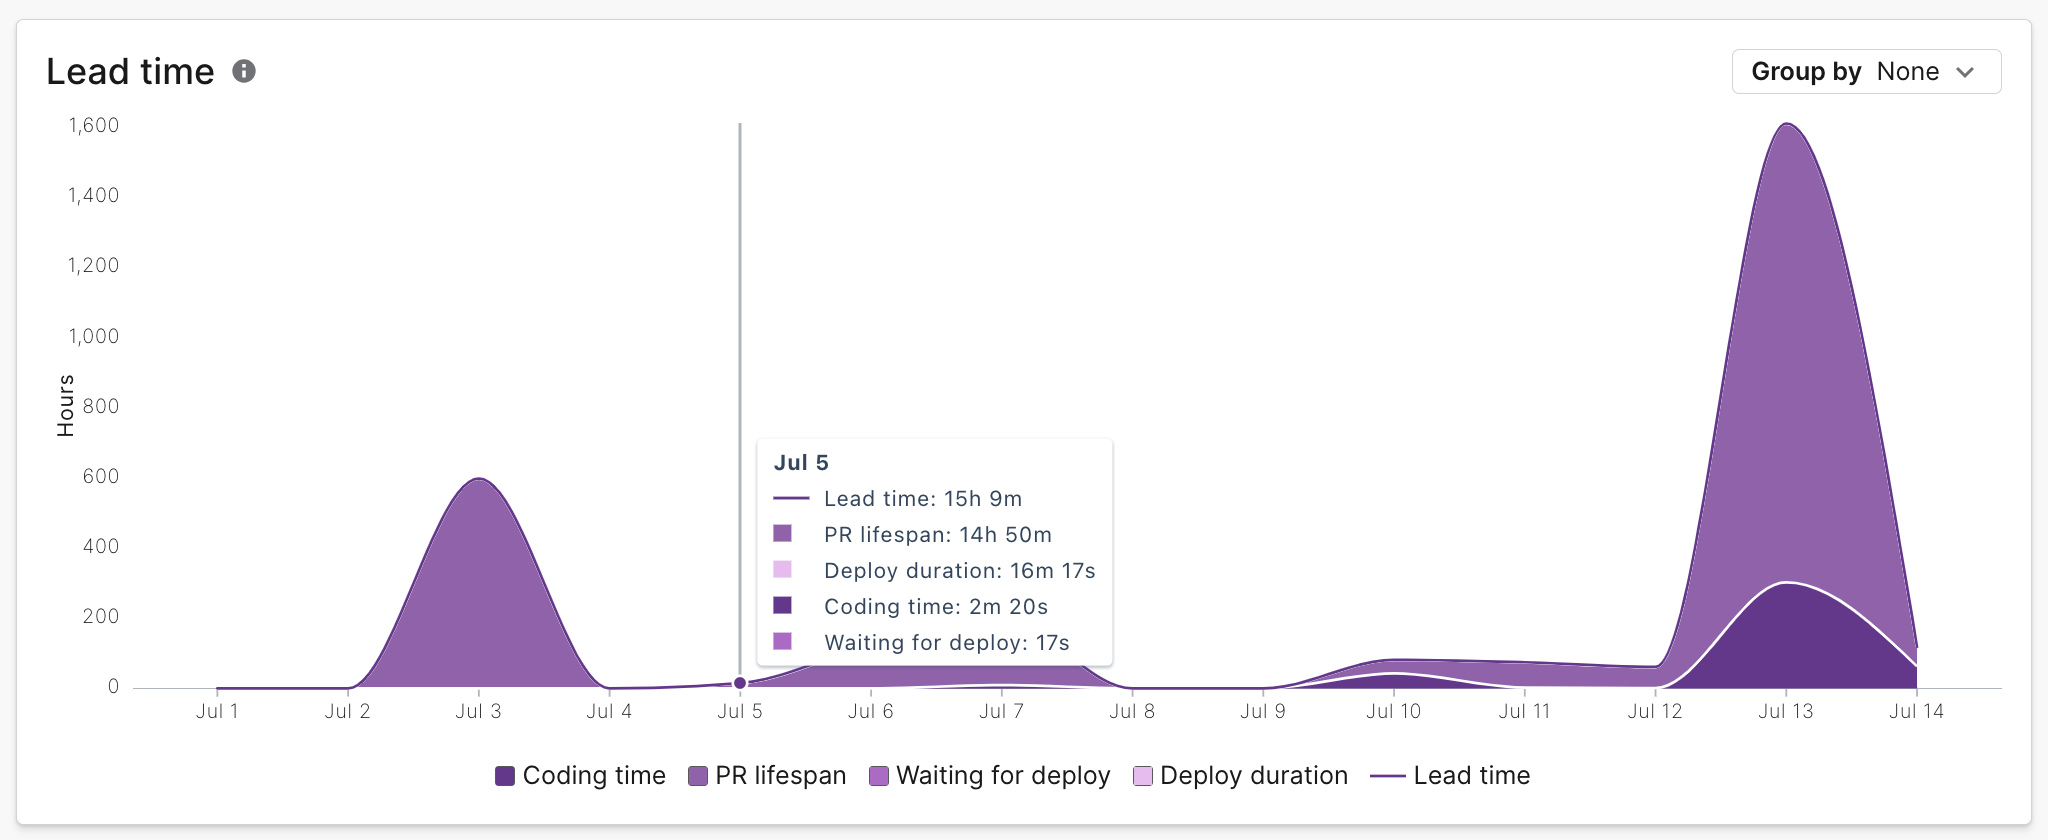 Lead time
Group by None
1,600
1,400
1,200
1,000
800
600
400
200
0
Hours
Jul 5
Lead time: 15h 9m
PR lifespan: 14h 50m
Deploy duration: 16m 17s
Coding time: 2m 20s
Waiting for deploy: 17s
Jul 1 Jul 2 Jul 3 Jul 4 Jul 5 Jul 6 Jul 7 Jul 8 Jul 9 Jul 10 Jul 11 Jul 12 Jul 13 Jul 14
Coding time PR lifespan Waiting for deploy Deploy duration Lead time